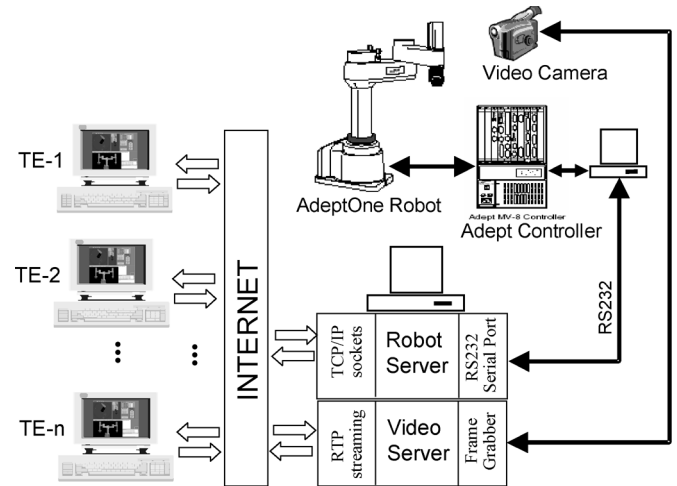 Video Camera
TE-1
AdeptOne Robot
Adept MV-8 Controller
Adept Controller
TE-2
INTERNET
RS232
TCP/IP
sockets
Robot
Server
RS232
Serial Port
TE-n
RTP
streaming
Video
Server
Frame
Grabber